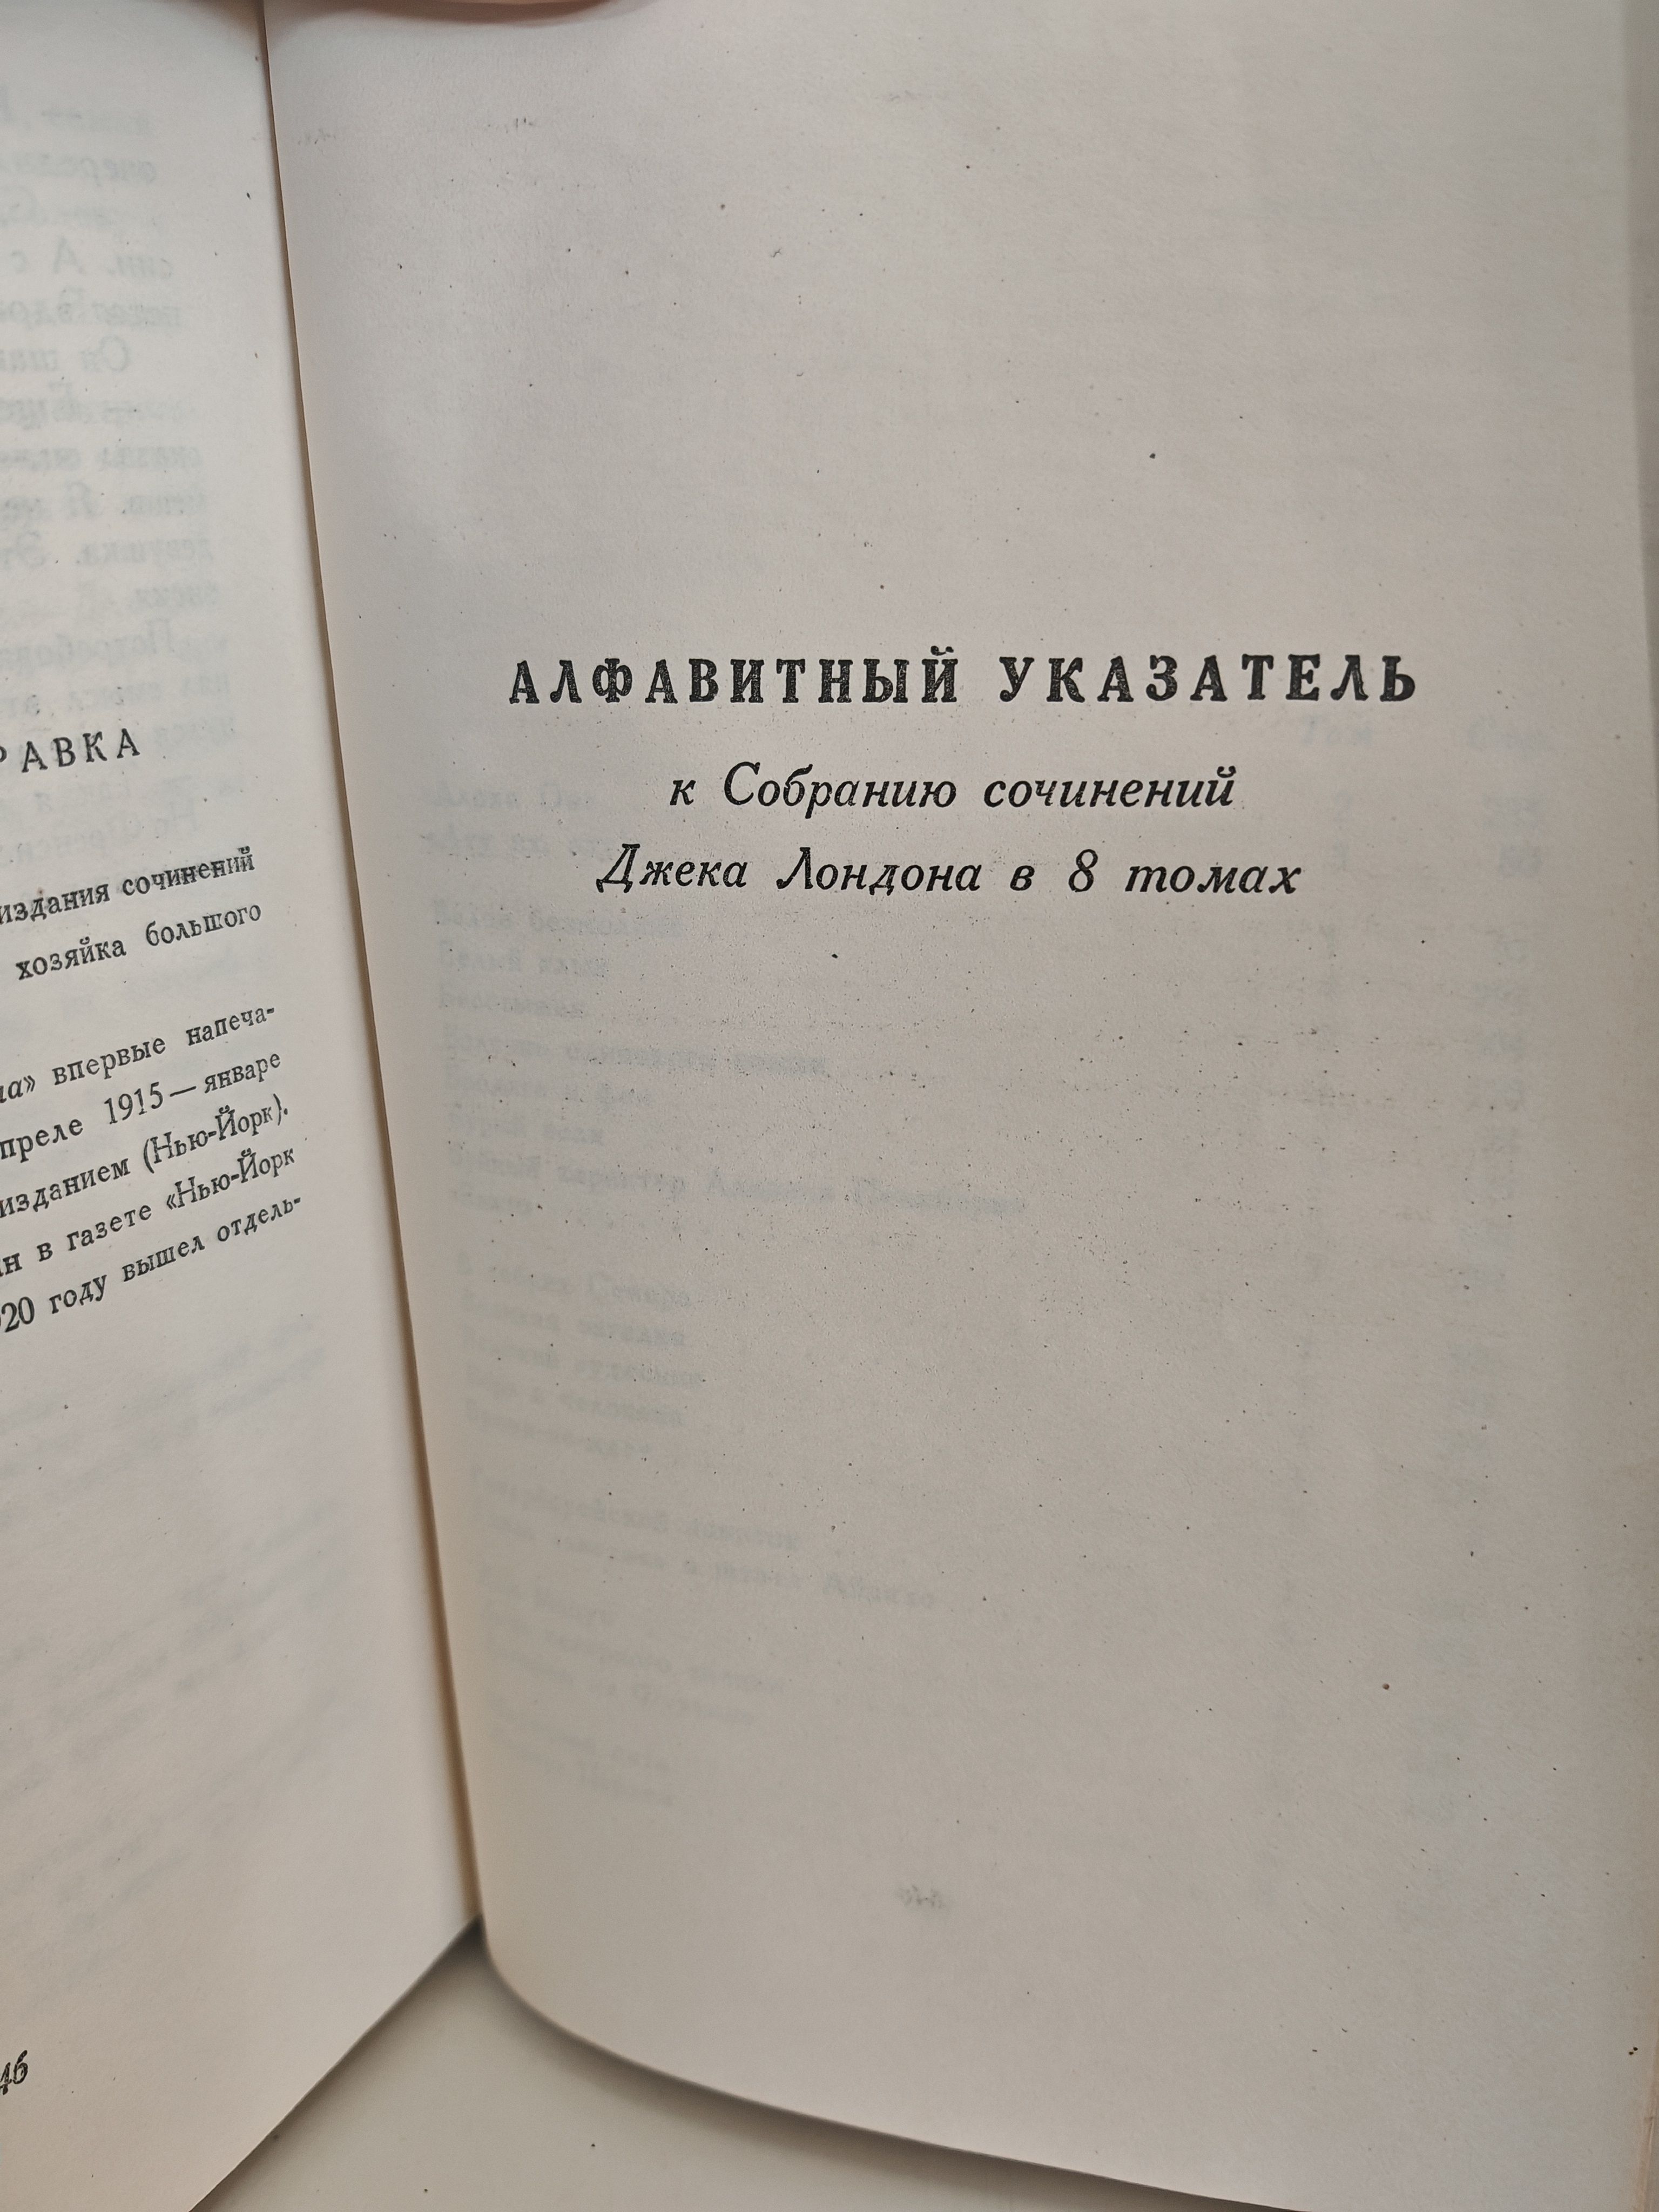 РАВКА
издания сочинений
хозяйка большого
на» впервые напеча-
преле 1915 — январе
изданием (Нью-Йорк).
н в газете «Нью-Йорк
20 году вышел отдель-
46
АЛФАВИТНЫЙ УКАЗАТЕЛЬ
к Собранию сочинений
Джека Лондона в 8 томах